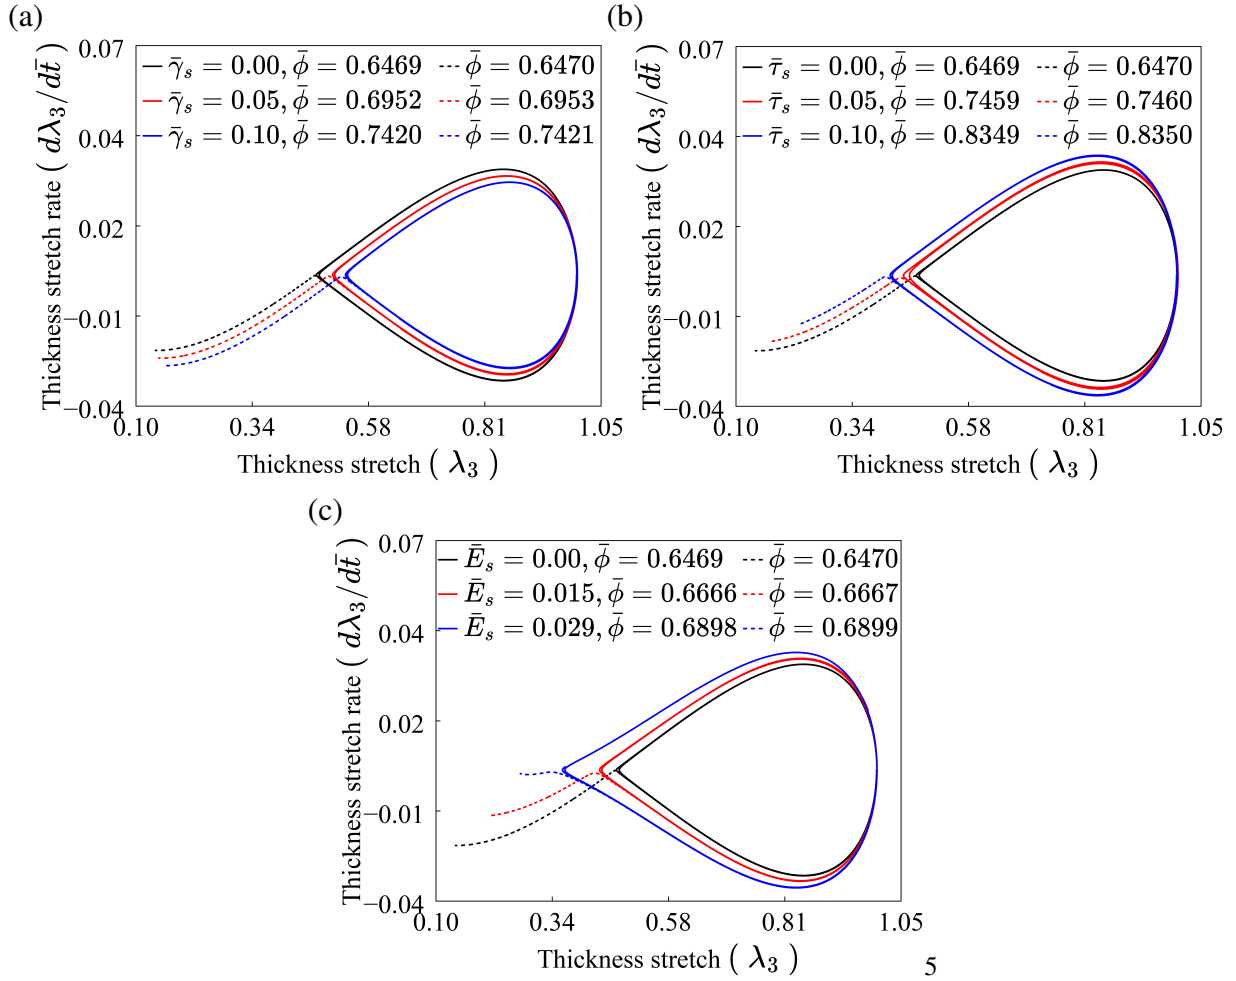 (a)
0.07
0.04
0.02
−0.01
−0.04
Thickness stretch rate ( dλ₃/dt̄ )
γ̄ₛ = 0.00, ϕ̄ = 0.6469 ϕ̄ = 0.6470
γ̄ₛ = 0.05, ϕ̄ = 0.6952 ϕ̄ = 0.6953
γ̄ₛ = 0.10, ϕ̄ = 0.7420 ϕ̄ = 0.7421
0.10 0.34 0.58 0.81 1.05
Thickness stretch ( λ₃ )
(b)
0.07
0.04
0.02
−0.01
−0.04
Thickness stretch rate ( dλ₃/dt̄ )
τ̄ₛ = 0.00, ϕ̄ = 0.6469 ϕ̄ = 0.6470
τ̄ₛ = 0.05, ϕ̄ = 0.7459 ϕ̄ = 0.7460
τ̄ₛ = 0.10, ϕ̄ = 0.8349 ϕ̄ = 0.8350
0.10 0.34 0.58 0.81 1.05
Thickness stretch ( λ₃ )
(c)
0.07
0.04
0.02
−0.01
−0.04
Thickness stretch rate ( dλ₃/dt̄ )
Ēₛ = 0.00, ϕ̄ = 0.6469 ϕ̄ = 0.6470
Ēₛ = 0.015, ϕ̄ = 0.6666 ϕ̄ = 0.6667
Ēₛ = 0.029, ϕ̄ = 0.6898 ϕ̄ = 0.6899
0.10 0.34 0.58 0.81 1.05
Thickness stretch ( λ₃ )
5